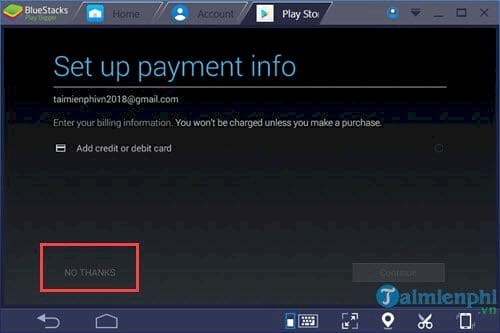 BlueStacks
Play Bigger
Home
Account
Play Stor
Set up payment info
taimienphivn2018@gmail.com
Enter your billing information. You won't be charged unless you make a purchase.
Add credit or debit card
NO THANKS
Continue
Taimienphi
.vn